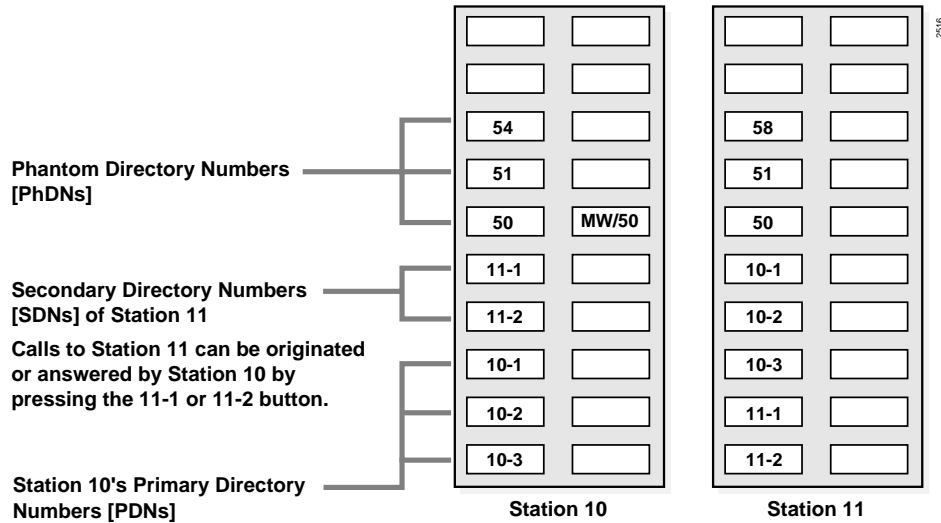 2516
54
58
Phantom Directory Numbers
[PhDNs]
51
51
50
MW/50
50
Secondary Directory Numbers
[SDNs] of Station 11
11-1
10-1
11-2
10-2
Calls to Station 11 can be originated
or answered by Station 10 by
pressing the 11-1 or 11-2 button.
10-1
10-3
10-2
11-1
10-3
11-2
Station 10's Primary Directory
Numbers [PDNs]
Station 10
Station 11